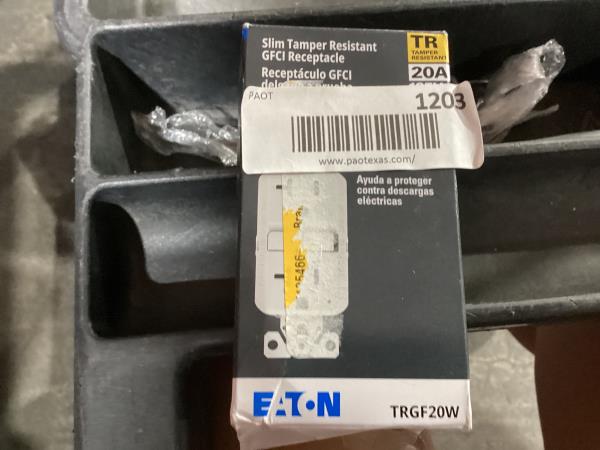 Slim Tamper Resistant
GFCI Receptacle
Receptáculo GFCI
TR
TAMPER
RESISTANT
20A
PAOT
1203
www.paotexas.com/
Ayuda a proteger
contra descargas
eléctricas
EATON
TRGF20W